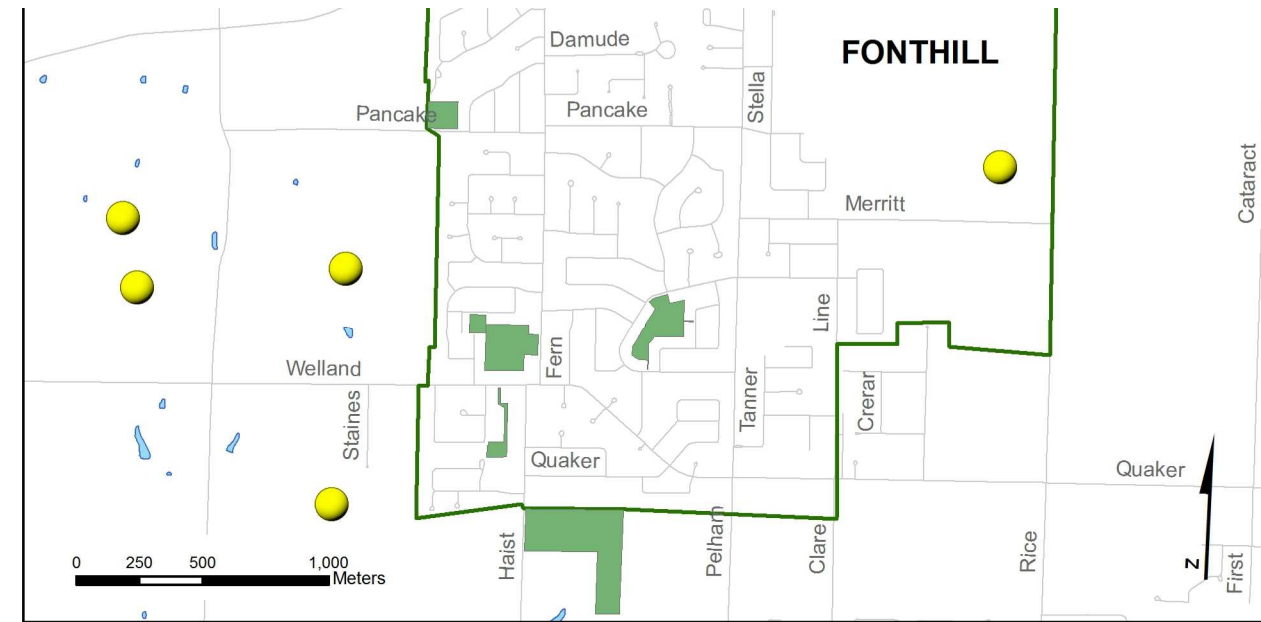 Damude
FONTHILL
Pancake
Pancake
Stella
Cataract
Merritt
Line
Fern
Welland
Staines
Tanner
Crerar
Quaker
Quaker
Haist
Pelham
Clare
Rice
First
N
0 250 500 1,000
Meters